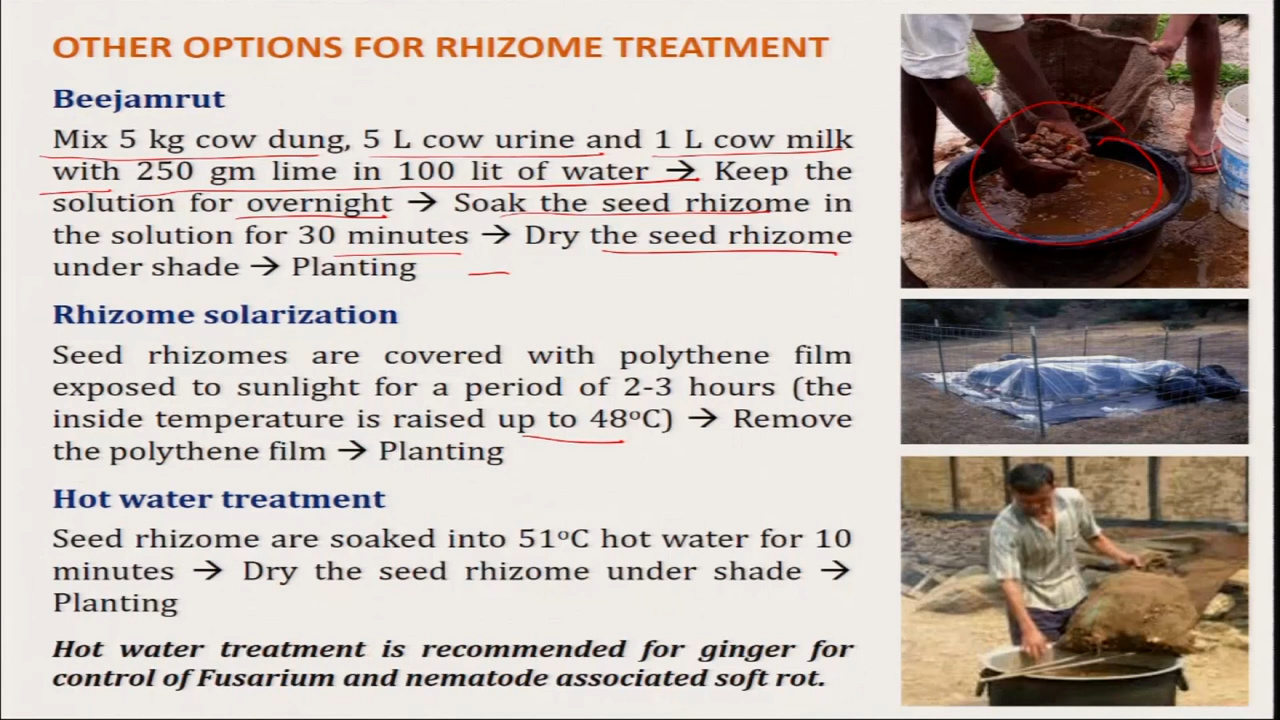 OTHER OPTIONS FOR RHIZOME TREATMENT
Beejamrut
Mix 5 kg cow dung, 5 L cow urine and 1 L cow milk
with 250 gm lime in 100 lit of water → Keep the
solution for overnight → Soak the seed rhizome in
the solution for 30 minutes → Dry the seed rhizome
under shade → Planting
Rhizome solarization
Seed rhizomes are covered with polythene film
exposed to sunlight for a period of 2-3 hours (the
inside temperature is raised up to 48°C) → Remove
the polythene film → Planting
Hot water treatment
Seed rhizome are soaked into 51°C hot water for 10
minutes → Dry the seed rhizome under shade →
Planting
Hot water treatment is recommended for ginger for
control of Fusarium and nematode associated soft rot.